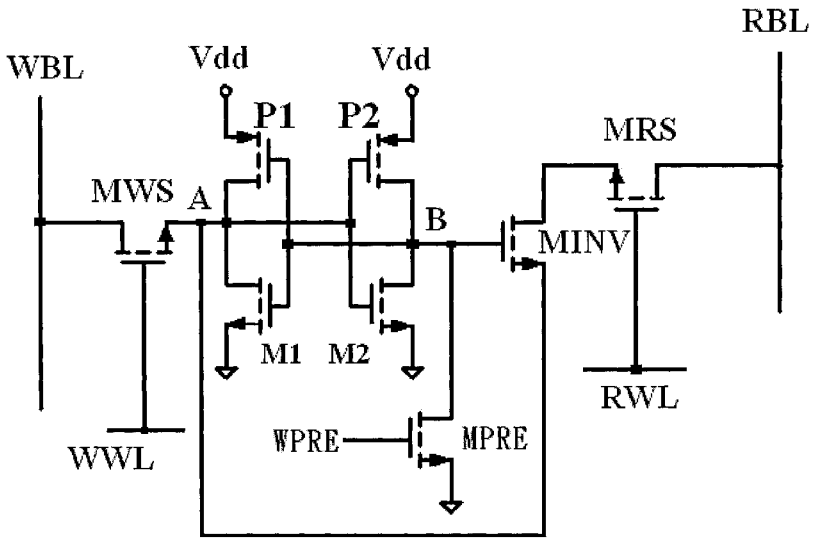 RBL
WBL
Vdd
Vdd
P1
P2
MRS
MWS
A
B
MINV
M1
M2
RWL
WPRE
MPRE
WWL